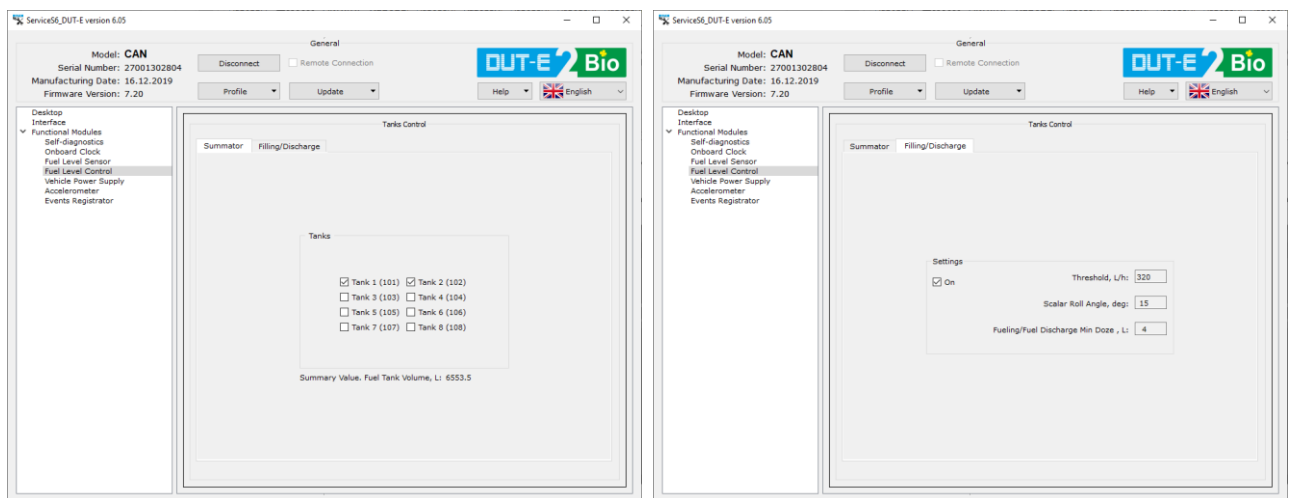 ServiceS6_DUT-E version 6.05
General
Model: CAN
Serial Number: 27001302804
Manufacturing Date: 16.12.2019
Firmware Version: 7.20
Disconnect
Remote Connection
Profile
Update
DUT-E 2 Bio
Help
English
Desktop
Interface
Functional Modules
Self-diagnostics
Onboard Clock
Fuel Level Sensor
Fuel Level Control
Vehicle Power Supply
Accelerometer
Events Registrator
Tanks Control
Summator Filling/Discharge
Tanks
Tank 1 (101) Tank 2 (102)
Tank 3 (103) Tank 4 (104)
Tank 5 (105) Tank 6 (106)
Tank 7 (107) Tank 8 (108)
Summary Value. Fuel Tank Volume, L: 6553.5
ServiceS6_DUT-E version 6.05
General
Model: CAN
Serial Number: 27001302804
Manufacturing Date: 16.12.2019
Firmware Version: 7.20
Disconnect
Remote Connection
Profile
Update
DUT-E 2 Bio
Help
English
Desktop
Interface
Functional Modules
Self-diagnostics
Onboard Clock
Fuel Level Sensor
Fuel Level Control
Vehicle Power Supply
Accelerometer
Events Registrator
Tanks Control
Summator Filling/Discharge
Settings
On
Threshold, L/h: 320
Scalar Roll Angle, deg: 15
Fueling/Fuel Discharge Min Doze , L: 4